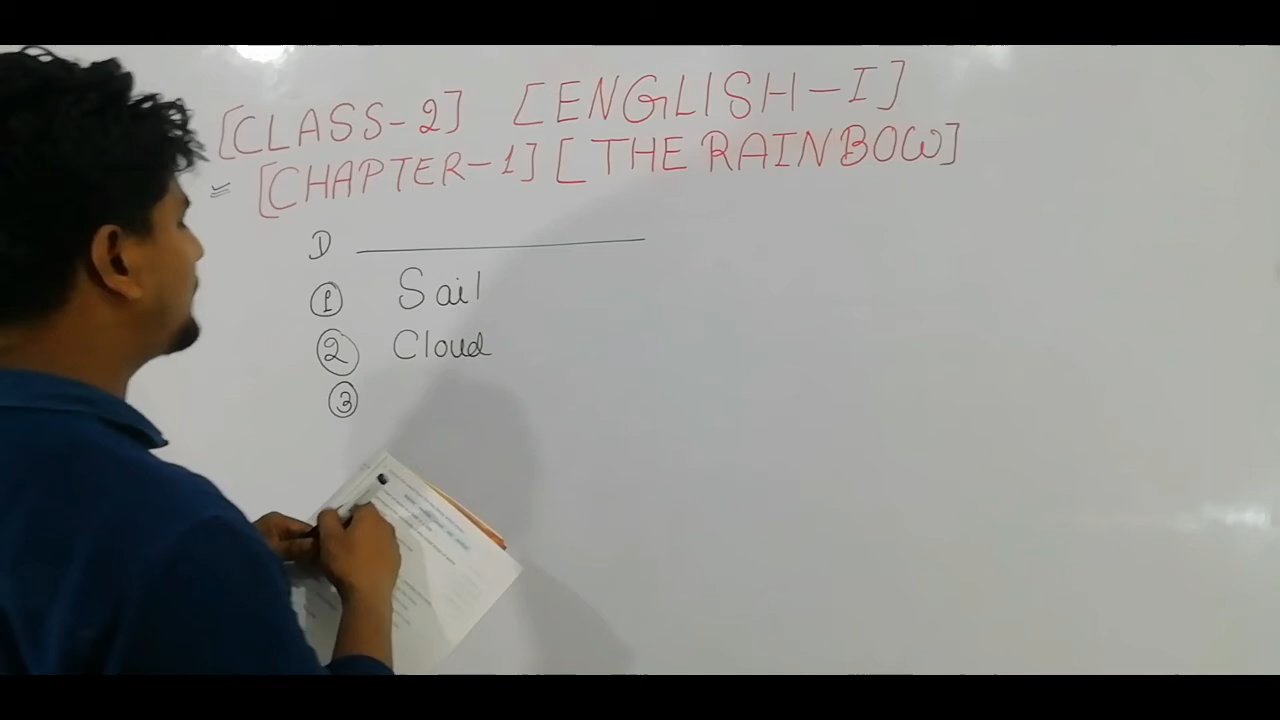 [CLASS-2] [ENGLISH-I]
[CHAPTER-1] [THE RAINBOW]
D
1 Sail
2 Cloud
3